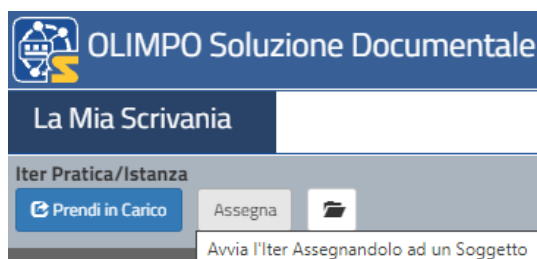 OLIMPO Soluzione Documentale
La Mia Scrivania
Iter Pratica/Istanza
Prendi in Carico Assegna
Avvia l'Iter Assegnandolo ad un Soggetto